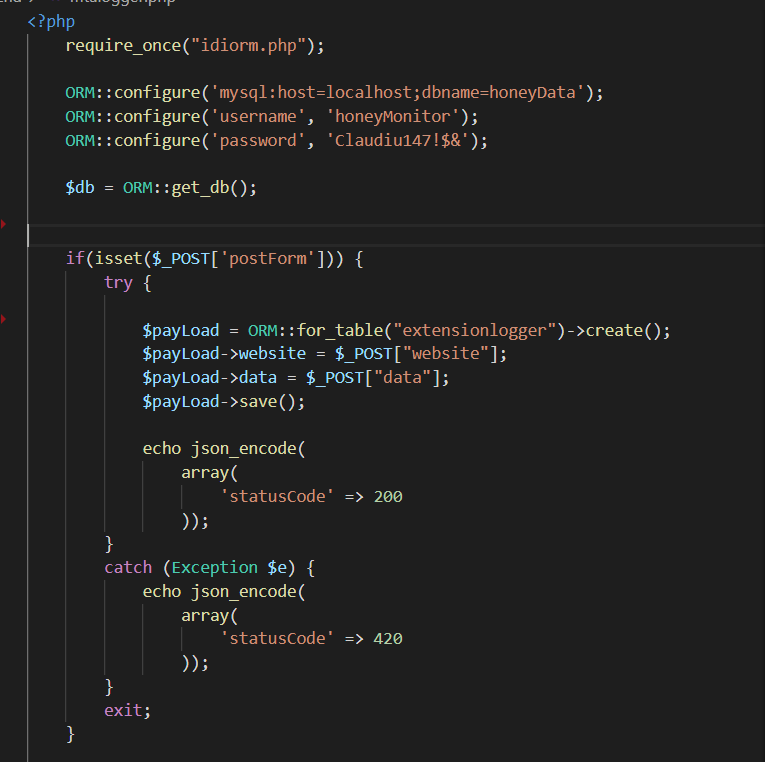 <?php
require_once("idiorm.php");
ORM::configure('mysql:host=localhost;dbname=honeyData');
ORM::configure('username', 'honeyMonitor');
ORM::configure('password', 'Claudiu147!$&');
$db = ORM::get_db();
if(isset($_POST['postForm'])) {
try {
$payLoad = ORM::for_table("extensionlogger")->create();
$payLoad->website = $_POST["website"];
$payLoad->data = $_POST["data"];
$payLoad->save();
echo json_encode(
array(
'statusCode' => 200
));
}
catch (Exception $e) {
echo json_encode(
array(
'statusCode' => 420
));
}
exit;
}